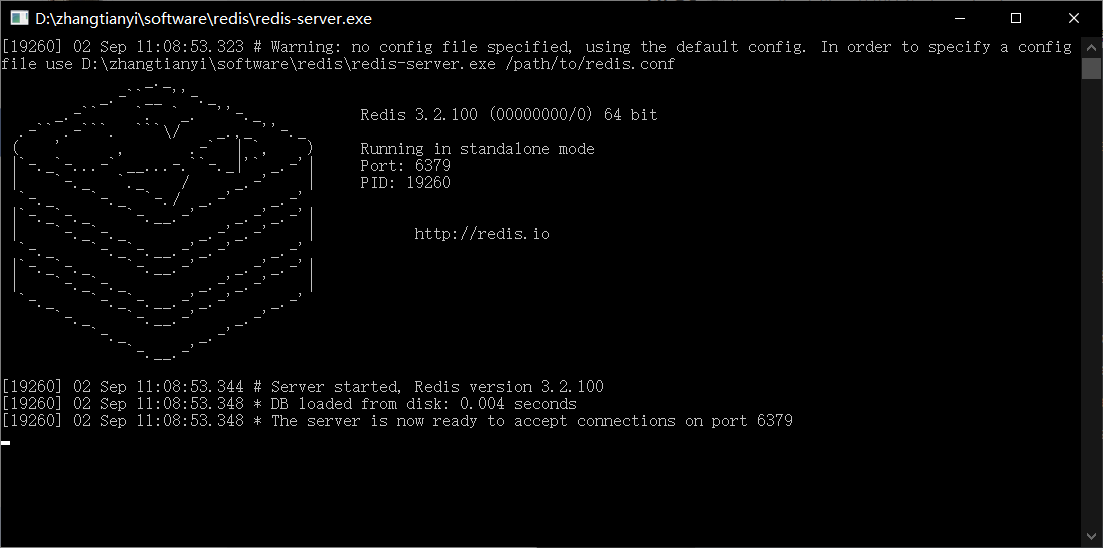 D:\zhangtianyi\software\redis\redis-server.exe
[19260] 02 Sep 11:08:53.323 # Warning: no config file specified, using the default config. In order to specify a config
file use D:\zhangtianyi\software\redis\redis-server.exe /path/to/redis.conf
Redis 3.2.100 (00000000/0) 64 bit
Running in standalone mode
Port: 6379
PID: 19260
http://redis.io
[19260] 02 Sep 11:08:53.344 # Server started, Redis version 3.2.100
[19260] 02 Sep 11:08:53.348 * DB loaded from disk: 0.004 seconds
[19260] 02 Sep 11:08:53.348 * The server is now ready to accept connections on port 6379